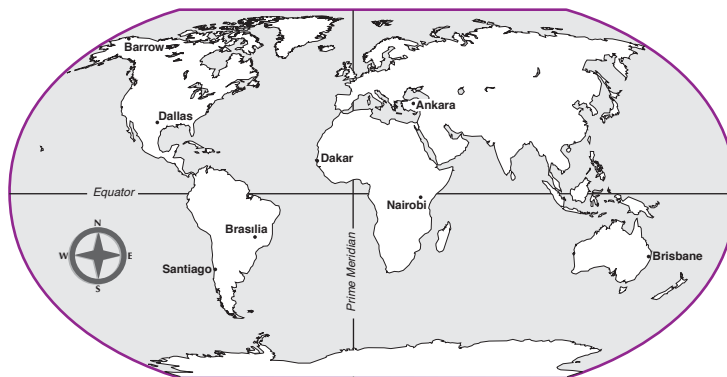 Barrow
Dallas
Ankara
Dakar
Equator
Nairobi
Brasília
N
W E
S
Santiago
Prime Meridian
Brisbane